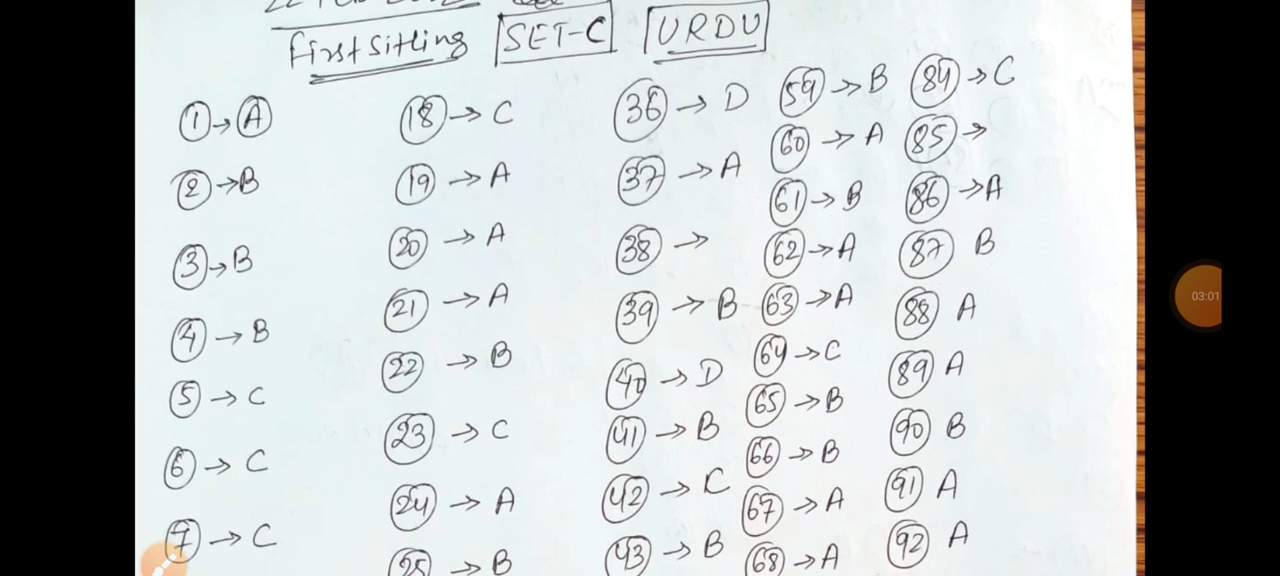 First Sitting SET-C URDU
1 → A
2 → B
3 → B
4 → B
5 → C
6 → C
7 → C
18 → C
19 → A
20 → A
21 → A
22 → B
23 → C
24 → A
25 → B
36 → D
37 → A
38 →
39 → B
40 → D
41 → B
42 → C
43 → B
59 → B
60 → A
61 → B
62 → A
63 → A
64 → C
65 → B
66 → B
67 → A
68 → A
84 → C
85 →
86 → A
87 B
88 A
89 A
90 B
91 A
92 A
03:01